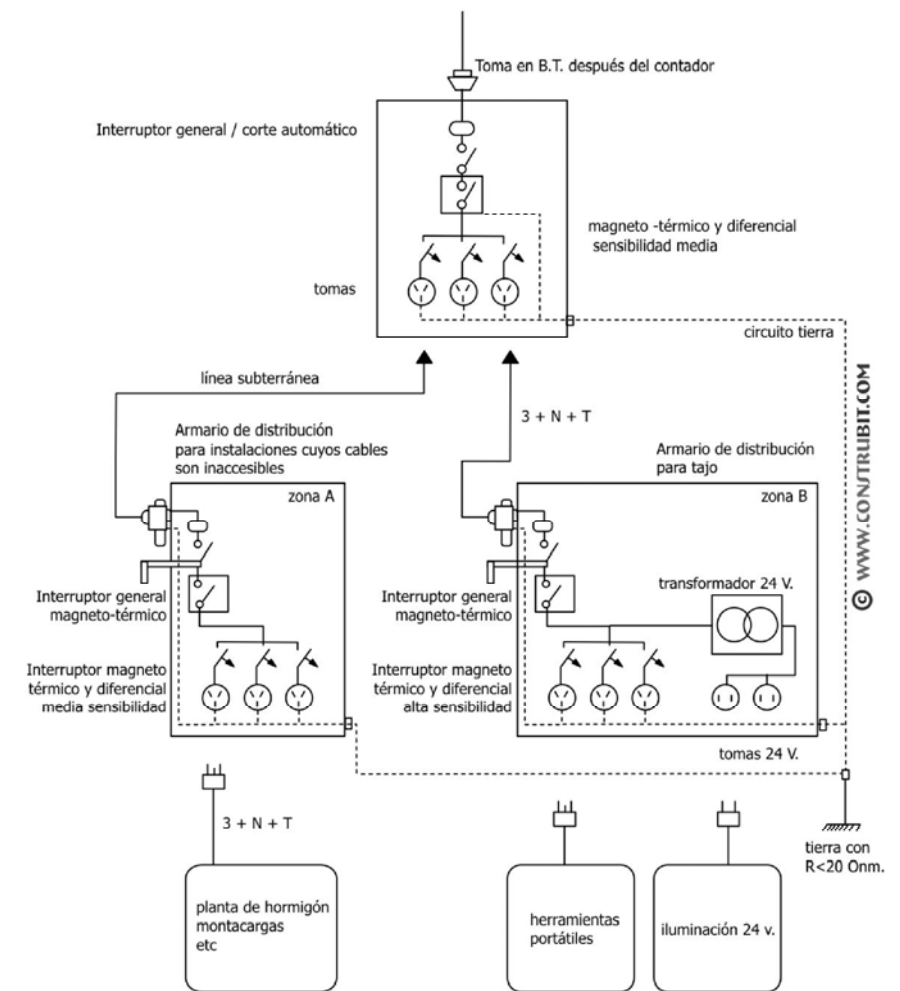 Toma en B.T. después del contador
Interruptor general / corte automático
magneto -térmico y diferencial
sensibilidad media
tomas
circuito tierra
línea subterránea
3 + N + T
Armario de distribución
para instalaciones cuyos cables
son inaccesibles
Armario de distribución
para tajo
zona A
zona B
transformador 24 V.
Interruptor general
magneto-térmico
Interruptor general
magneto-térmico
Interruptor magneto
térmico y diferencial
media sensibilidad
Interruptor magneto
térmico y diferencial
alta sensibilidad
tomas 24 V.
3 + N + T
tierra con
R<20 Onm.
planta de hormigón
montacargas
etc
herramientas
portátiles
iluminación 24 v.
© WWW.CONSTRUBIT.COM